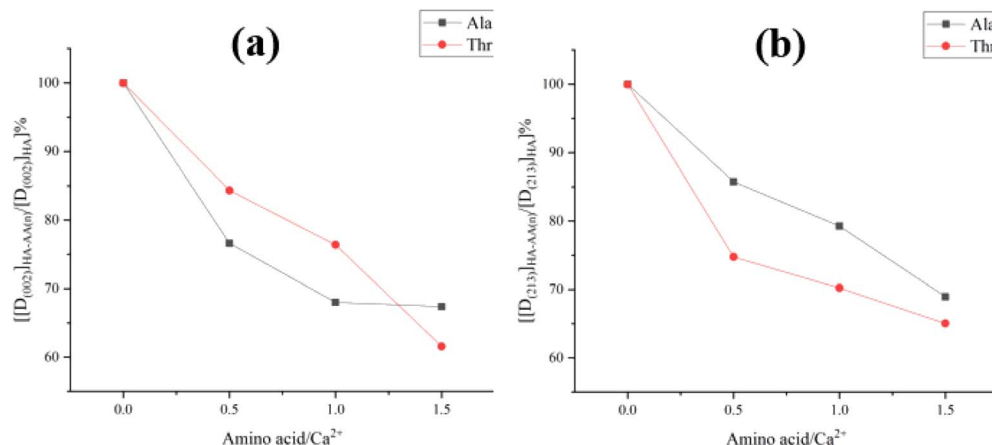 (a)
Ala
Thr
[[D(002)]HA-AA(n)/[D(002)]HA]%
100
90
80
70
60
0.0 0.5 1.0 1.5
Amino acid/Ca²⁺
(b)
Ala
Thr
[[D(213)]HA-AA(n)/[D(213)]HA]%
100
90
80
70
60
0.0 0.5 1.0 1.5
Amino acid/Ca²⁺